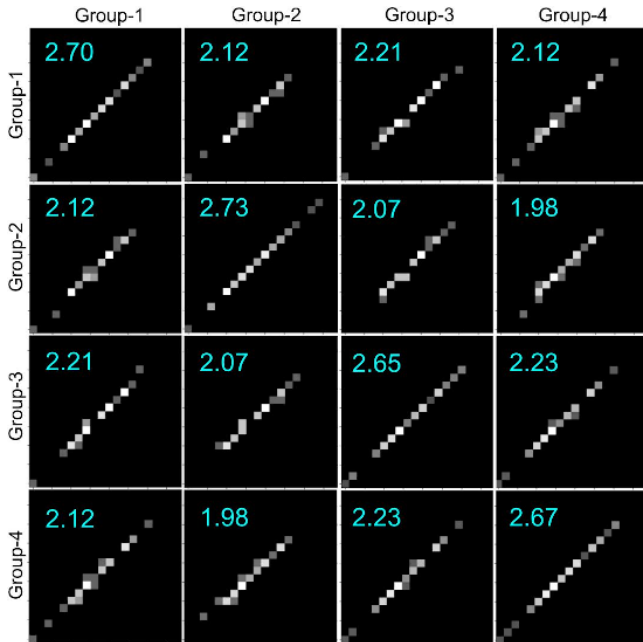 Group-1 Group-2 Group-3 Group-4
Group-1 2.70 2.12 2.21 2.12
Group-2 2.12 2.73 2.07 1.98
Group-3 2.21 2.07 2.65 2.23
Group-4 2.12 1.98 2.23 2.67